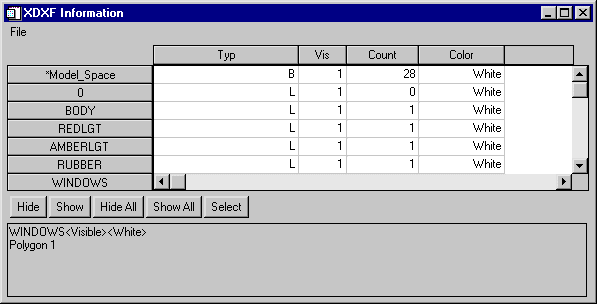 XDXF Information
File
Typ Vis Count Color
*Model_Space B 1 28 White
0 L 1 0 White
BODY L 1 1 White
REDLGT L 1 1 White
AMBERLGT L 1 1 White
RUBBER L 1 1 White
WINDOWS
Hide Show Hide All Show All Select
WINDOWS<Visible><White>
Polygon 1